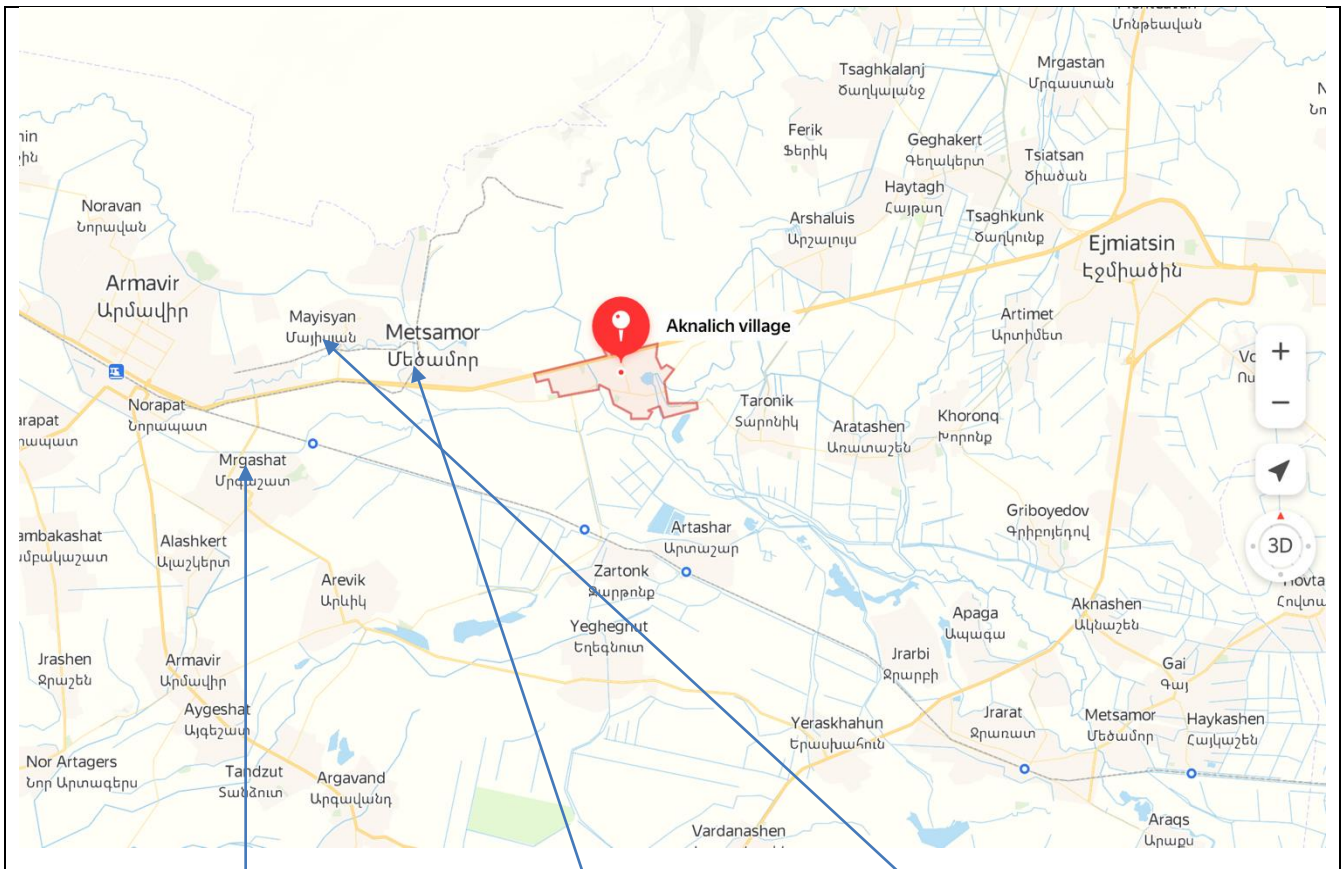 Մոնթեավան
Tsaghkalanj
Ծաղկալանջ
Mrgastan
Մրգաստան
Ferik
Ֆերիկ
Geghakert
Գեղակերտ
Tsiatsan
Ծիածան
Haytagh
Հայթաղ
Noravan
Նորավան
Arshaluis
Արշալույս
Tsaghkunk
Ծաղկունք
Ejmiatsin
Էջմիածին
Armavir
Արմավիր
Mayisyan
Մայիսյան
Metsamor
Մեծամոր
Aknalich village
Artimet
Արտիմետ
Norapat
Նորապատ
Taronik
Տարոնիկ
Aratashen
Առատաշեն
Khoronq
Խորոնք
Mrgashat
Մրգաշատ
Griboyedov
Գրիբոյեդով
Artashar
Արտաշար
3D
Alashkert
Ալաշկերտ
Arevik
Արևիկ
Zartonk
Զարթոնք
Apaga
Ապագա
Aknashen
Ակնաշեն
Yeghegnut
Եղեգնուտ
Jrashen
Ջրաշեն
Armavir
Արմավիր
Jrarbi
Ջրարբի
Gai
Գայ
Aygeshat
Այգեշատ
Yeraskhahun
Երասխահուն
Jrarat
Ջրառատ
Metsamor
Մեծամոր
Haykashen
Հայկաշեն
Nor Artagers
Նոր Արտագերս
Tandzut
Տանձուտ
Argavand
Արգավանդ
Vardanashen
Araqs
Արաքս